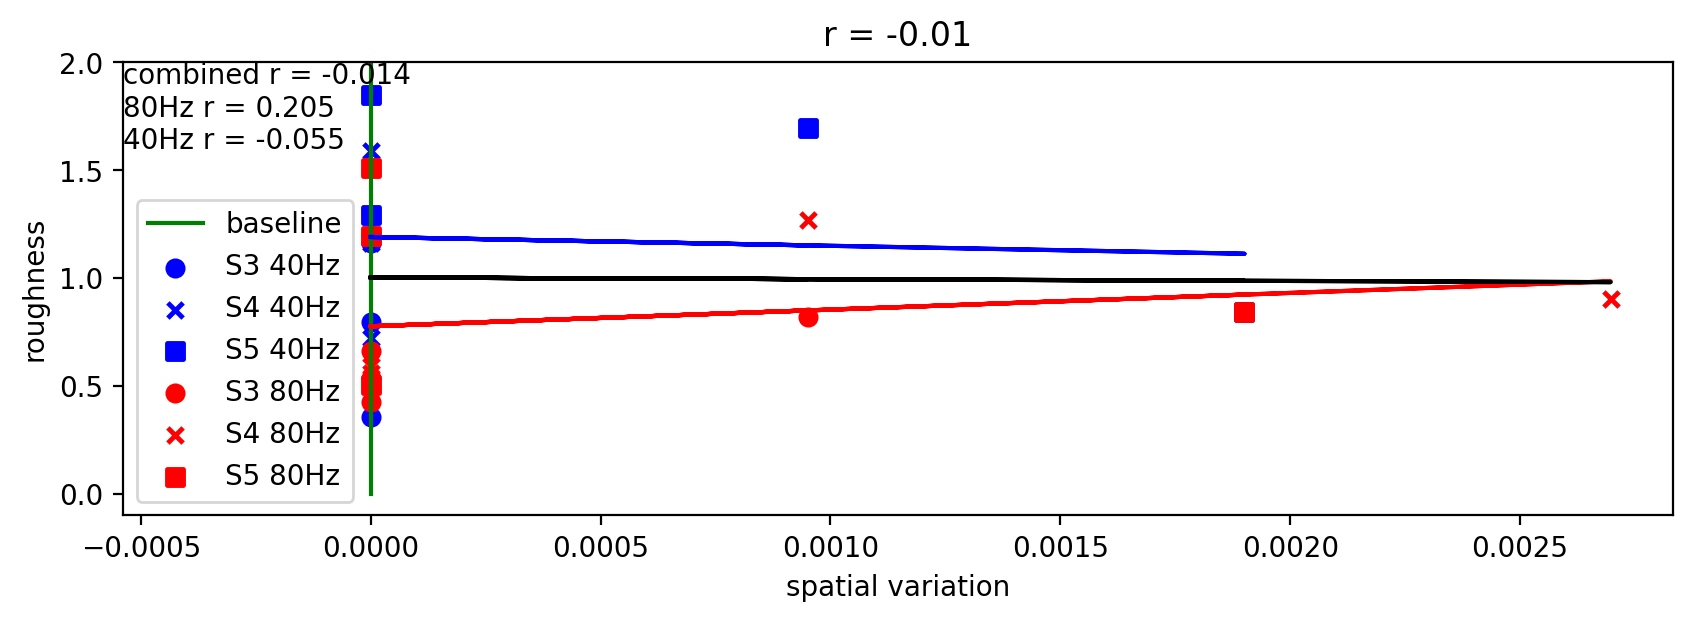 r = -0.01
combined r = -0.014
80Hz r = 0.205
40Hz r = -0.055
2.0
1.5
1.0
0.5
0.0
roughness
baseline
S3 40Hz
S4 40Hz
S5 40Hz
S3 80Hz
S4 80Hz
S5 80Hz
−0.0005 0.0000 0.0005 0.0010 0.0015 0.0020 0.0025
spatial variation